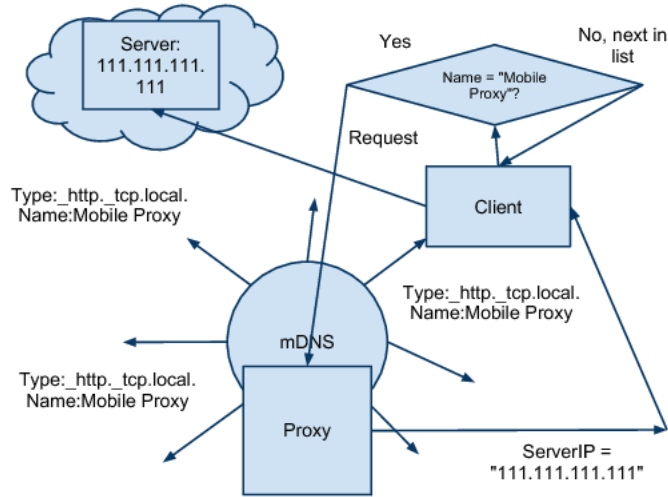 Server:
111.111.111.
111
Yes
No, next in
list
Name = "Mobile
Proxy"?
Request
Client
Type:_http._tcp.local.
Name:Mobile Proxy
Type:_http._tcp.local.
Name:Mobile Proxy
mDNS
Type:_http._tcp.local.
Name:Mobile Proxy
Proxy
ServerIP =
"111.111.111.111"